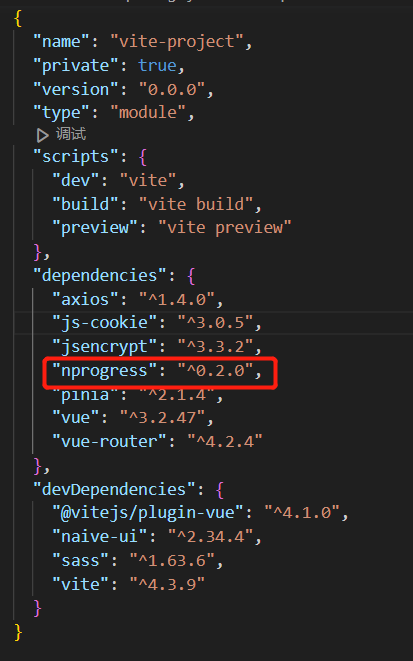 {
"name": "vite-project",
"private": true,
"version": "0.0.0",
"type": "module",
调试
"scripts": {
"dev": "vite",
"build": "vite build",
"preview": "vite preview"
},
"dependencies": {
"axios": "^1.4.0",
"js-cookie": "^3.0.5",
"jsencrypt": "^3.3.2",
"nprogress": "^0.2.0",
"pinia": "^2.1.4",
"vue": "^3.2.47",
"vue-router": "^4.2.4"
},
"devDependencies": {
"@vitejs/plugin-vue": "^4.1.0",
"naive-ui": "^2.34.4",
"sass": "^1.63.6",
"vite": "^4.3.9"
}
}